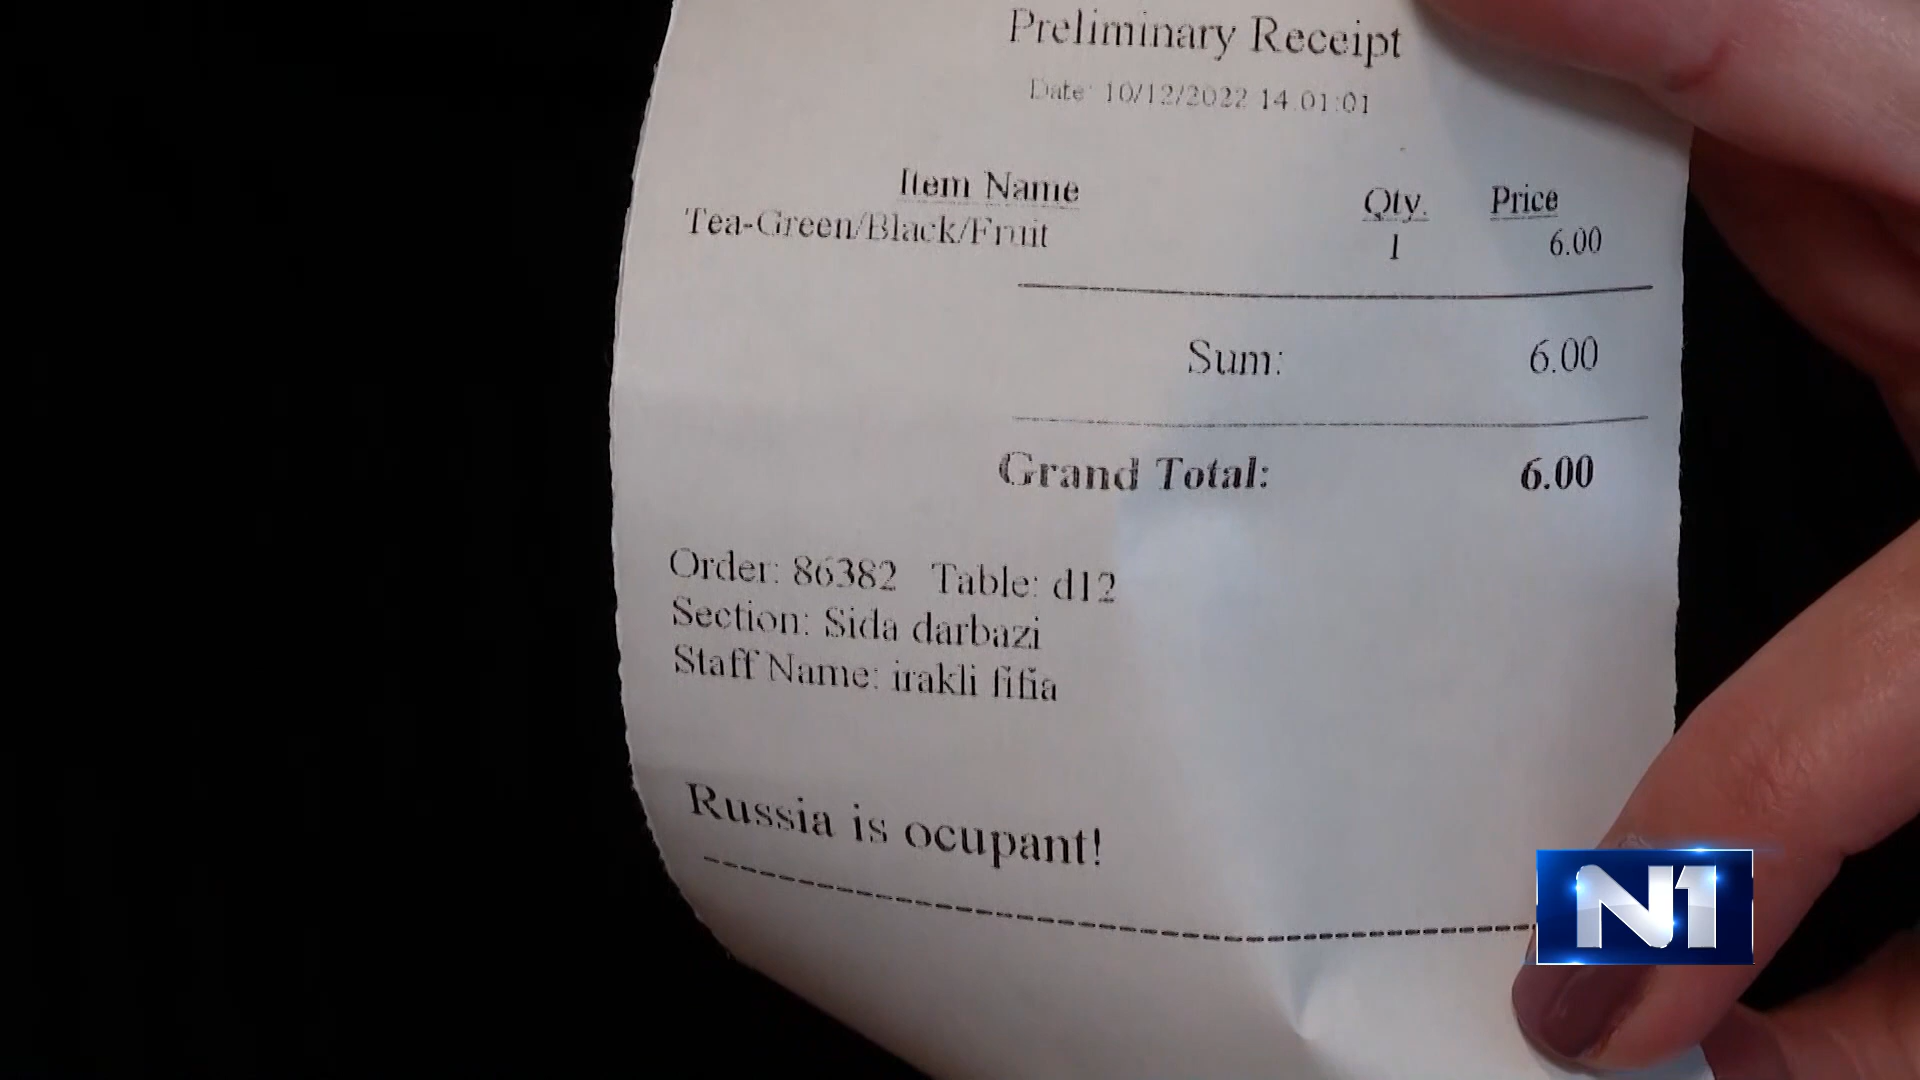 Preliminary Receipt
Date: 10/12/2022 14:01:01
Item Name Qty. Price
Tea-Green/Black/Fruit 1 6.00
Sum: 6.00
Grand Total: 6.00
Order: 86382 Table: d12
Section: Sida darbazi
Staff Name: irakli fifia
Russia is ocupant!
N1